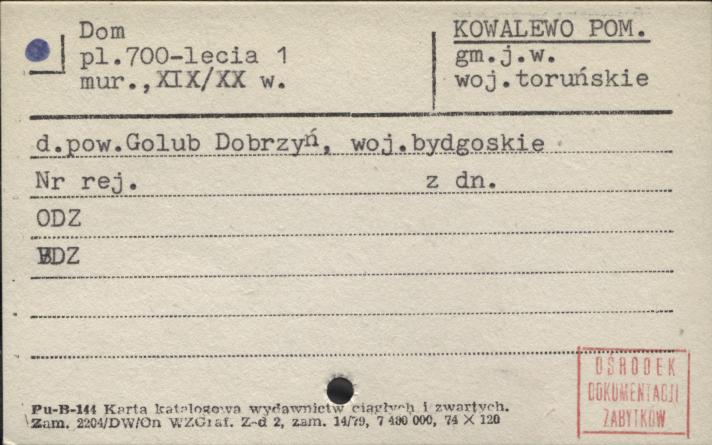 Dom
pl.700-lecia 1
mur.,XIX/XX w.
KOWALEWO POM.
gm.j.w.
woj.toruńskie
d.pow.Golub Dobrzyń, woj.bydgoskie
Nr rej. z dn.
ODZ
BDZ
Pu-B-144 Karta katalogowa wydawnictw ciągłych i zwartych.
Zam. 2204/DW/On WZGraf. Z-d 2, zam. 14/79, 7 400 000, 74 X 120
OŚRODEK
DOKUMENTACJI
ZABYTKÓW